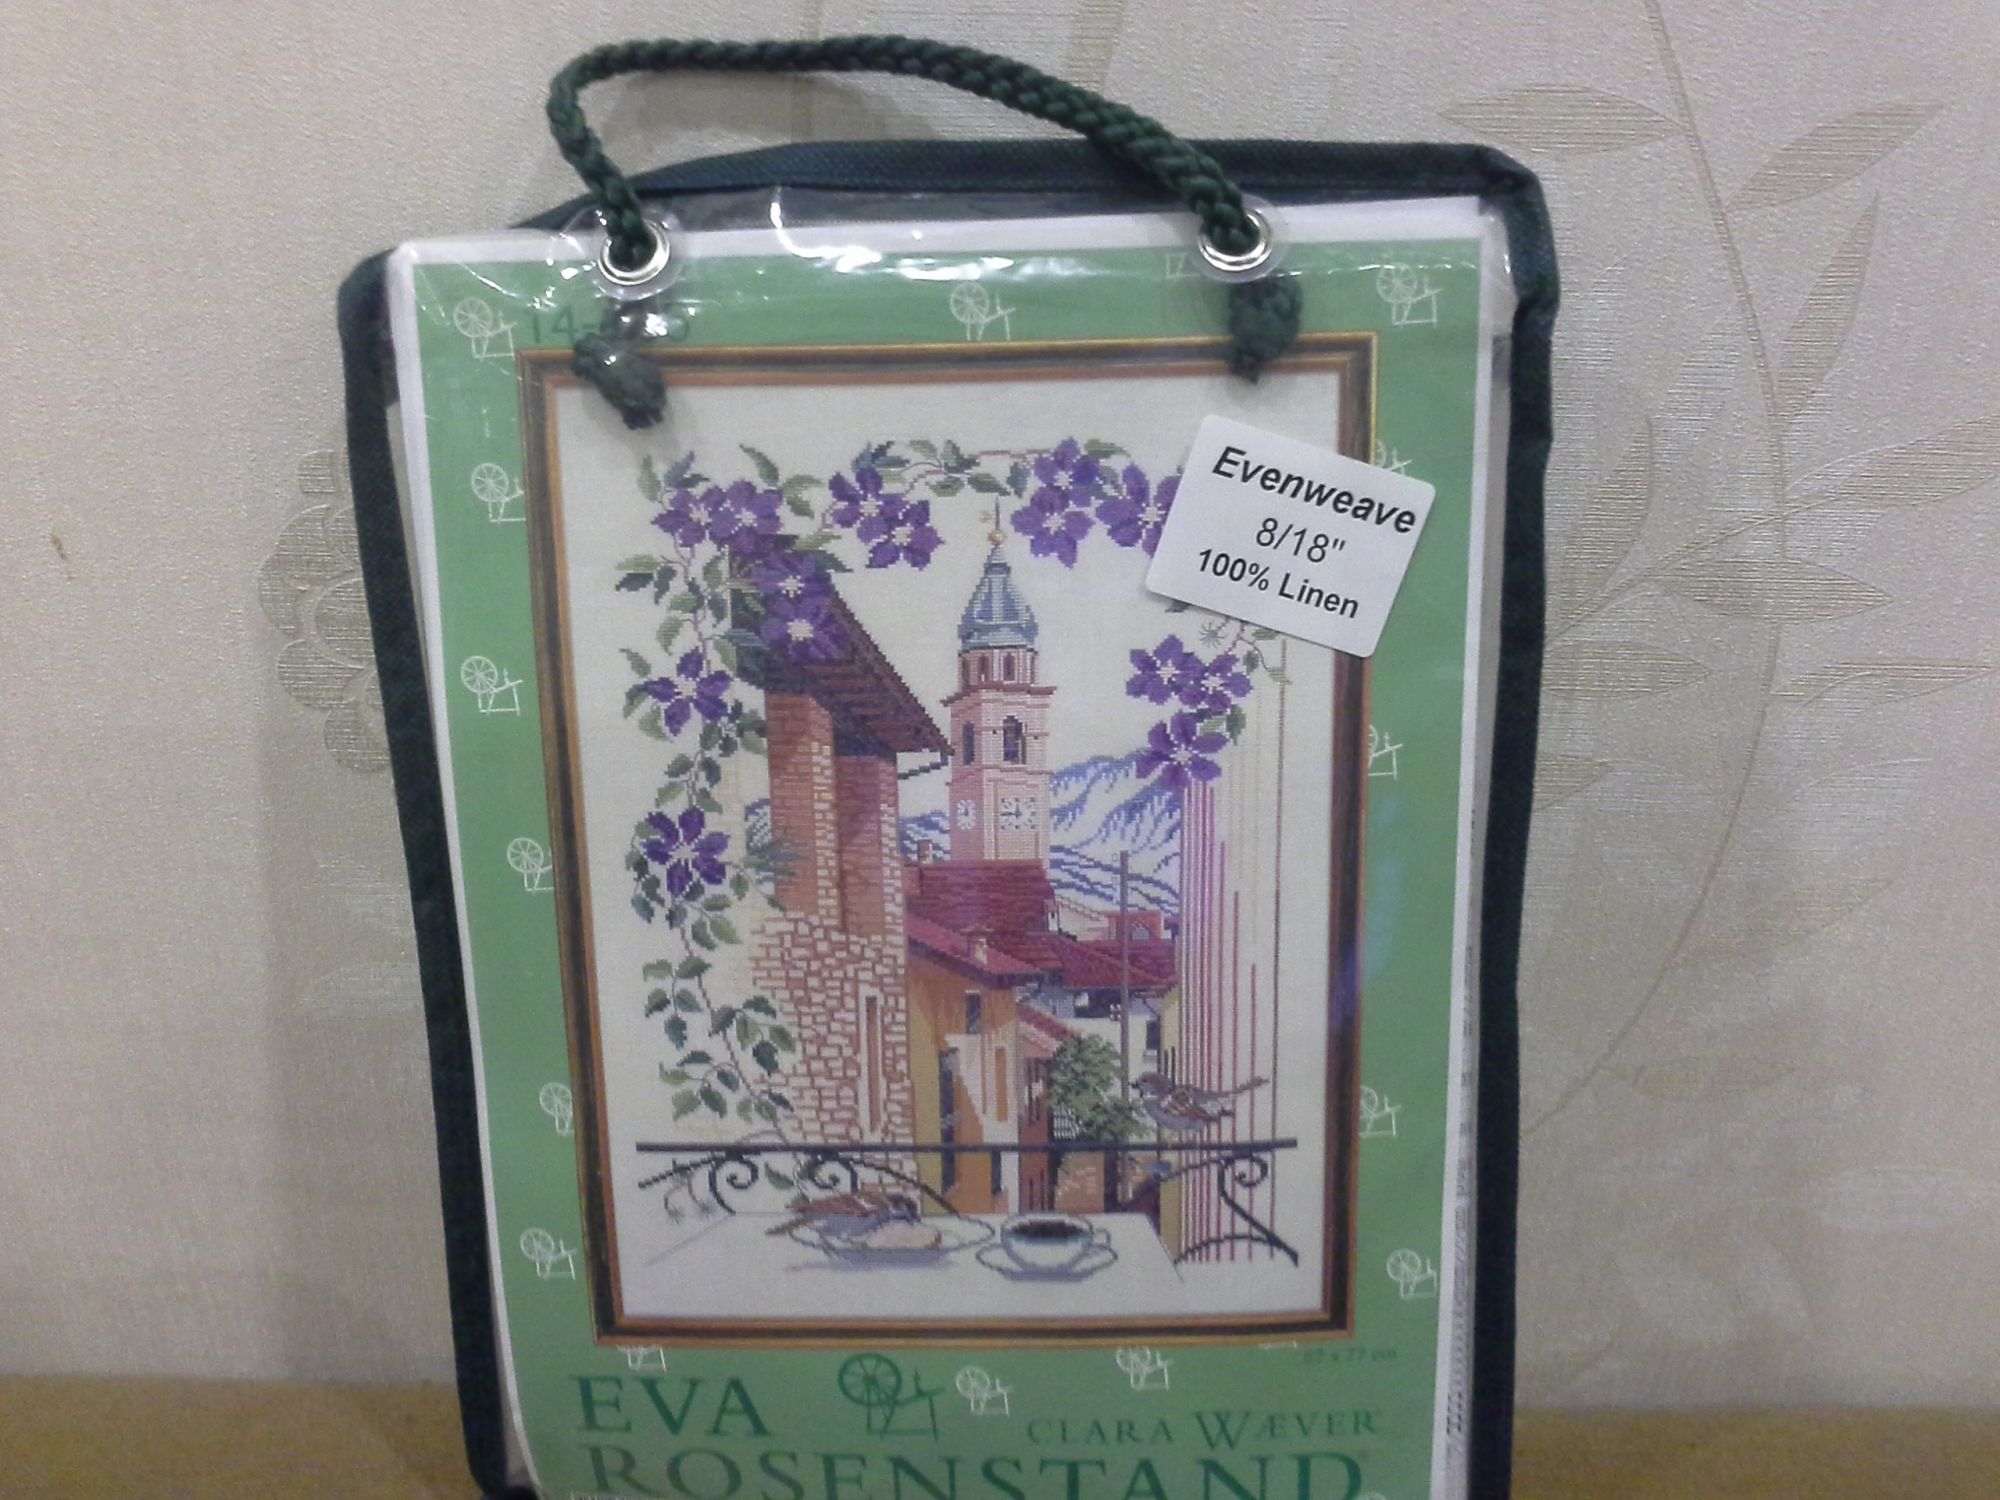 Evenweave
8/18"
100% Linen
EVA
CLARA WÆVER
ROSENSTAND